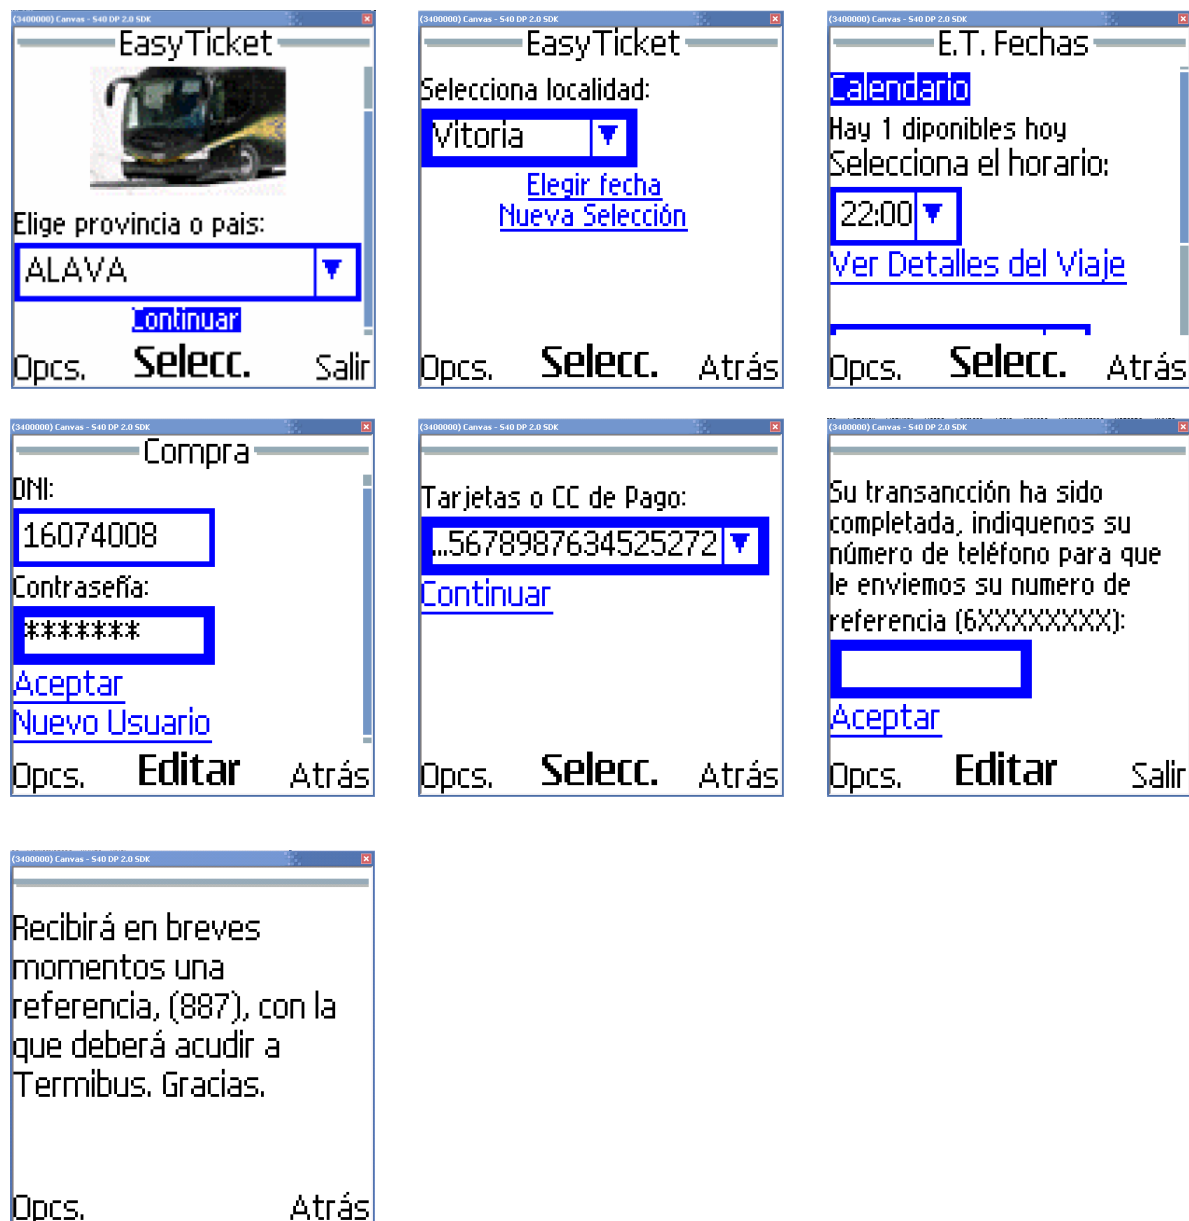 (3400000) Canvas - S40 DP 2.0 SDK
EasyTicket
Elige provincia o pais:
ALAVA
Continuar
Opcs. Selecc. Salir
(3400000) Canvas - S40 DP 2.0 SDK
EasyTicket
Selecciona localidad:
Vitoria
Elegir fecha
Nueva Selección
Opcs. Selecc. Atrás
(3400000) Canvas - S40 DP 2.0 SDK
E.T. Fechas
Calendario
Hay 1 diponibles hoy
Selecciona el horario:
22:00
Ver Detalles del Viaje
Opcs. Selecc. Atrás
(3400000) Canvas - S40 DP 2.0 SDK
Compra
DNI:
16074008
Contraseña:
*******
Aceptar
Nuevo Usuario
Opcs. Editar Atrás
(3400000) Canvas - S40 DP 2.0 SDK
Tarjetas o CC de Pago:
...5678987634525272
Continuar
Opcs. Selecc. Atrás
(3400000) Canvas - S40 DP 2.0 SDK
Su transancción ha sido
completada, indiquenos su
número de teléfono para que
le enviemos su numero de
referencia (6XXXXXXXX):
Aceptar
Opcs. Editar Salir
(3400000) Canvas - S40 DP 2.0 SDK
Recibirá en breves
momentos una
referencia, (887), con la
que deberá acudir a
Termibus. Gracias.
Opcs. Atrás